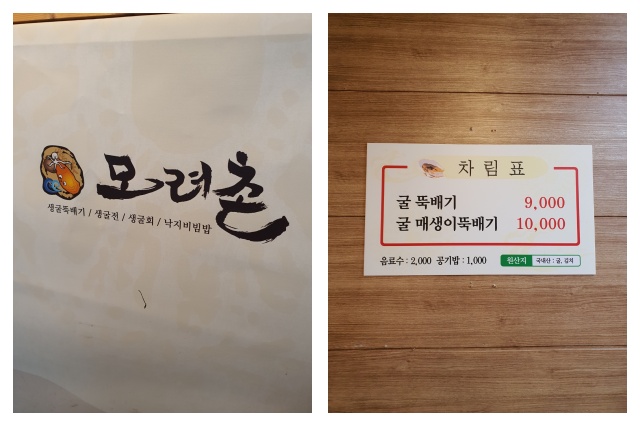 모려촌
생굴뚝배기 / 생굴전 / 생굴회 / 낙지비빔밥
차림표
굴 뚝배기 9,000
굴 매생이뚝배기 10,000
음료수 : 2,000 공기밥 : 1,000 원산지 국내산 : 굴, 김치